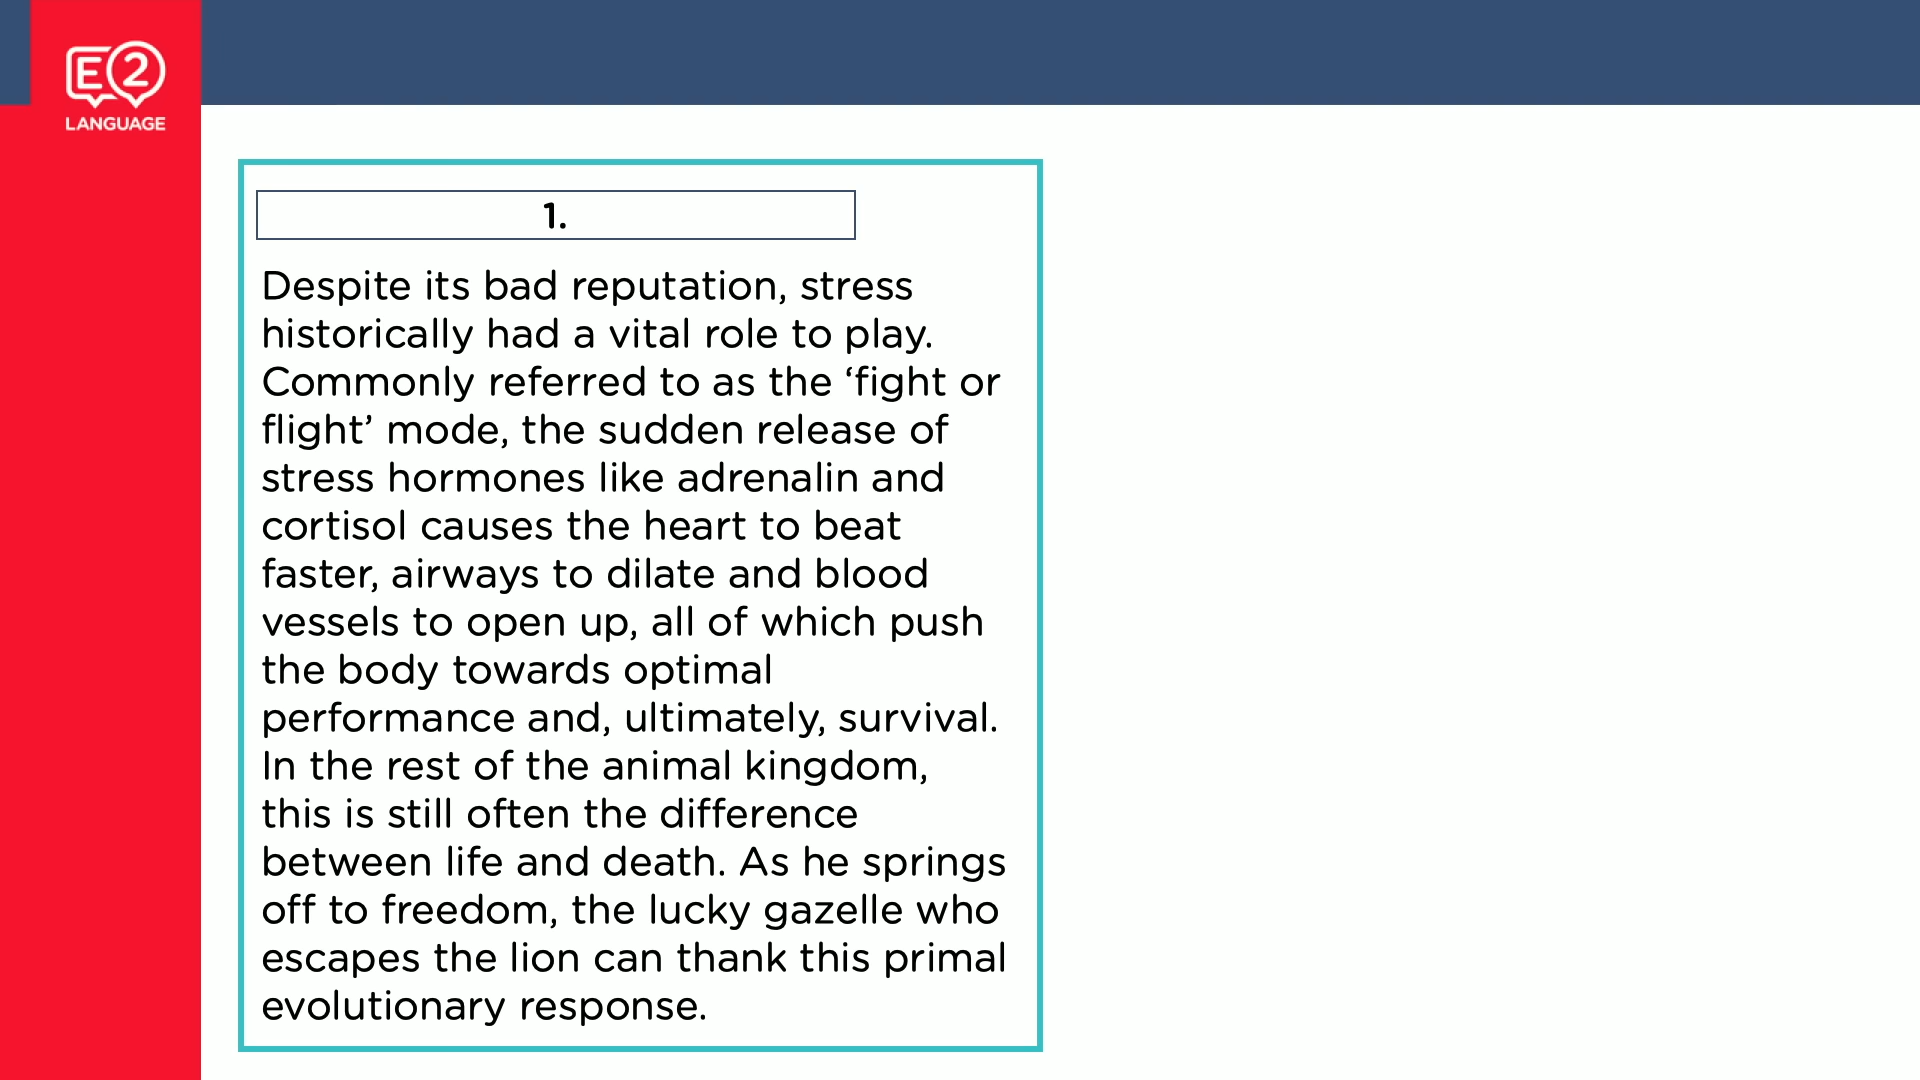 E2
LANGUAGE
1.
Despite its bad reputation, stress
historically had a vital role to play.
Commonly referred to as the ‘fight or
flight’ mode, the sudden release of
stress hormones like adrenalin and
cortisol causes the heart to beat
faster, airways to dilate and blood
vessels to open up, all of which push
the body towards optimal
performance and, ultimately, survival.
In the rest of the animal kingdom,
this is still often the difference
between life and death. As he springs
off to freedom, the lucky gazelle who
escapes the lion can thank this primal
evolutionary response.